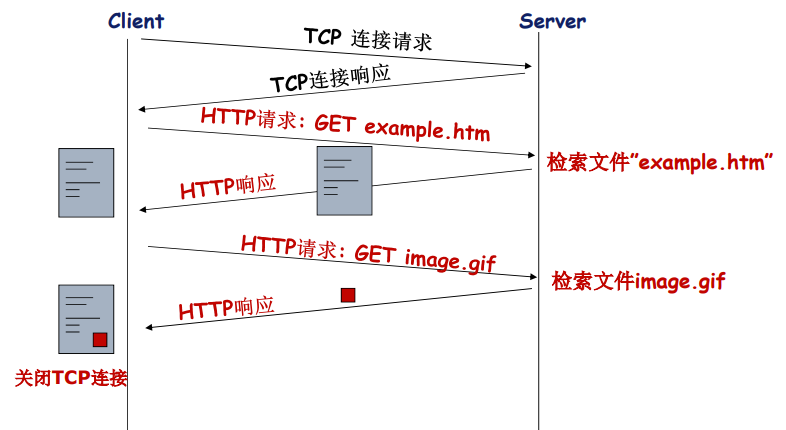 Client
Server
TCP 连接请求
TCP连接响应
HTTP请求: GET example.htm
检索文件”example.htm”
HTTP响应
HTTP请求: GET image.gif
检索文件image.gif
HTTP响应
关闭TCP连接